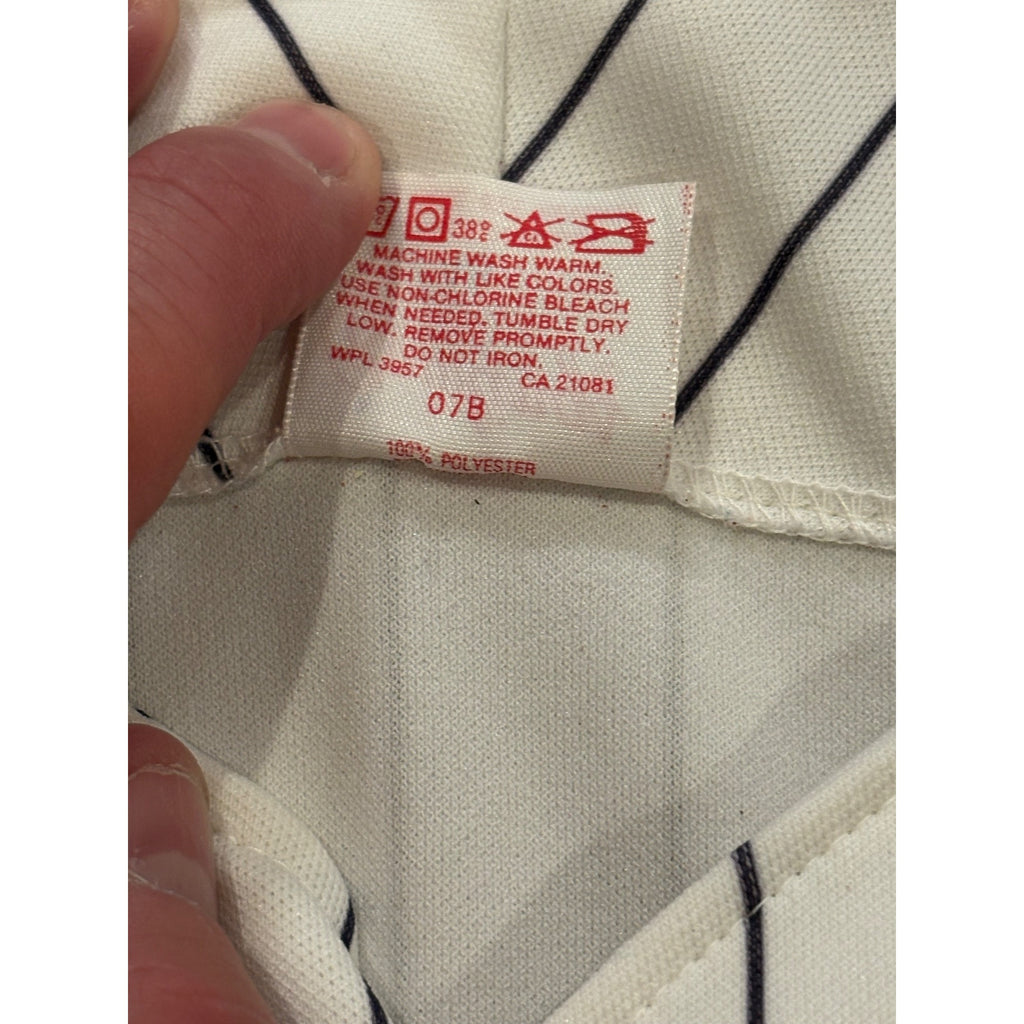 38°C
CL
MACHINE WASH WARM.
WASH WITH LIKE COLORS.
USE NON-CHLORINE BLEACH
WHEN NEEDED. TUMBLE DRY
LOW. REMOVE PROMPTLY.
DO NOT IRON.
WPL 3957 CA 21081
07B
100% POLYESTER